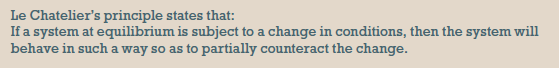 Le Chatelier’s principle states that:
If a system at equilibrium is subject to a change in conditions, then the system will
behave in such a way so as to partially counteract the change.